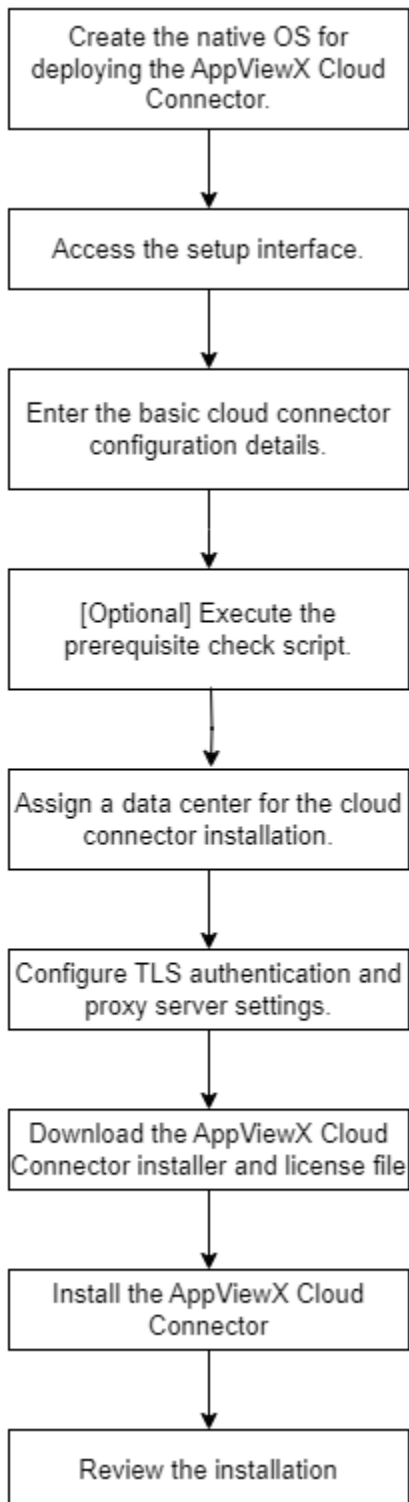 Create the native OS for
deploying the AppViewX Cloud
Connector.
Access the setup interface.
Enter the basic cloud connector
configuration details.
[Optional] Execute the
prerequisite check script.
Assign a data center for the cloud
connector installation.
Configure TLS authentication and
proxy server settings.
Download the AppViewX Cloud
Connector installer and license file
Install the AppViewX Cloud
Connector
Review the installation